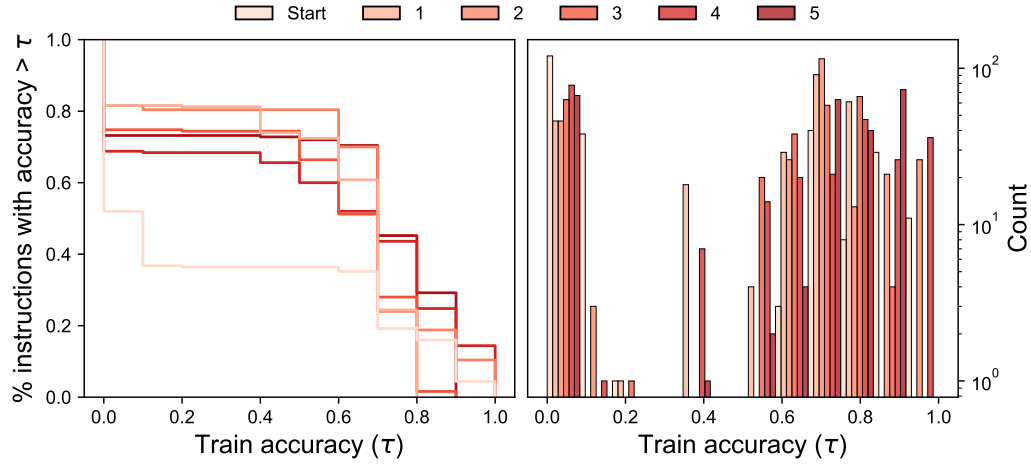 Start 1 2 3 4 5
% instructions with accuracy > τ
1.0
0.8
0.6
0.4
0.2
0.0
0.0 0.2 0.4 0.6 0.8 1.0
Train accuracy (τ)
0.0 0.2 0.4 0.6 0.8 1.0
Train accuracy (τ)
10²
10¹
10⁰
Count